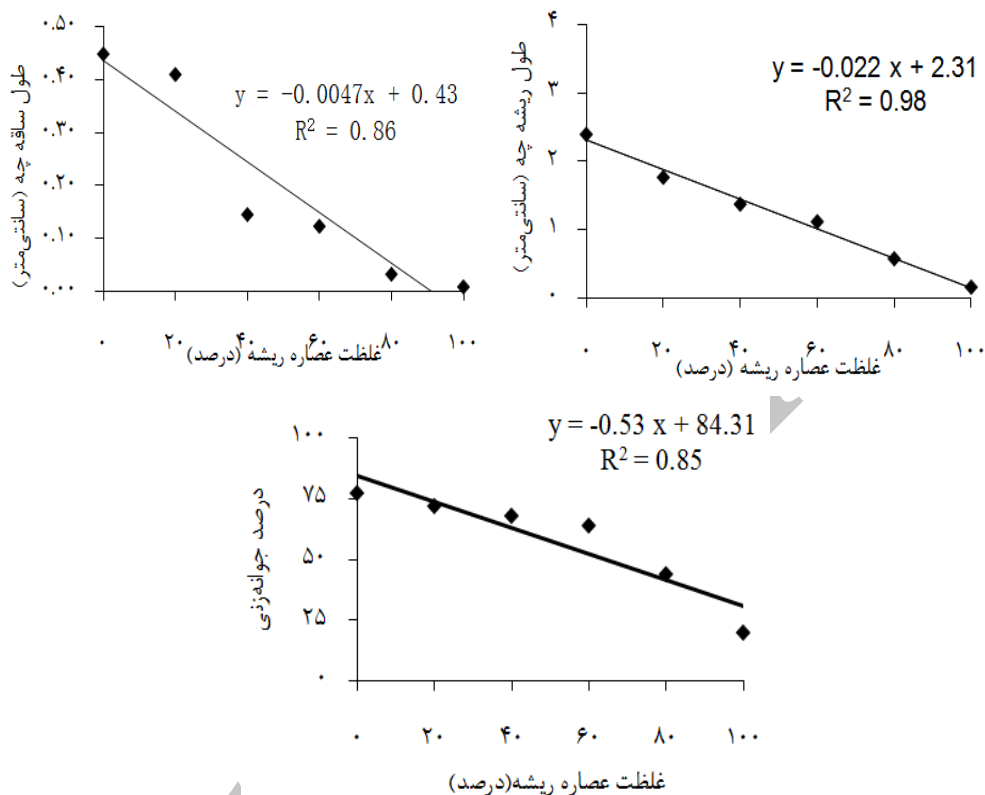 طول ساقه چه (سانتی‌متر)
۰.۵۰
۰.۴۰
۰.۳۰
۰.۲۰
۰.۱۰
۰.۰۰
y = -0.0047x + 0.43
R² = 0.86
۰ ۲۰ ۴۰ ۶۰ ۸۰ ۱۰۰
غلظت عصاره ریشه (درصد)
طول ریشه چه (سانتی‌متر)
۴
۳
۲
۱
۰
y = -0.022 x + 2.31
R² = 0.98
۰ ۲۰ ۴۰ ۶۰ ۸۰ ۱۰۰
غلظت عصاره ریشه (درصد)
درصد جوانه‌زنی
۱۰۰
۷۵
۵۰
۲۵
۰
y = -0.53 x + 84.31
R² = 0.85
۰ ۲۰ ۴۰ ۶۰ ۸۰ ۱۰۰
غلظت عصاره ریشه(درصد)